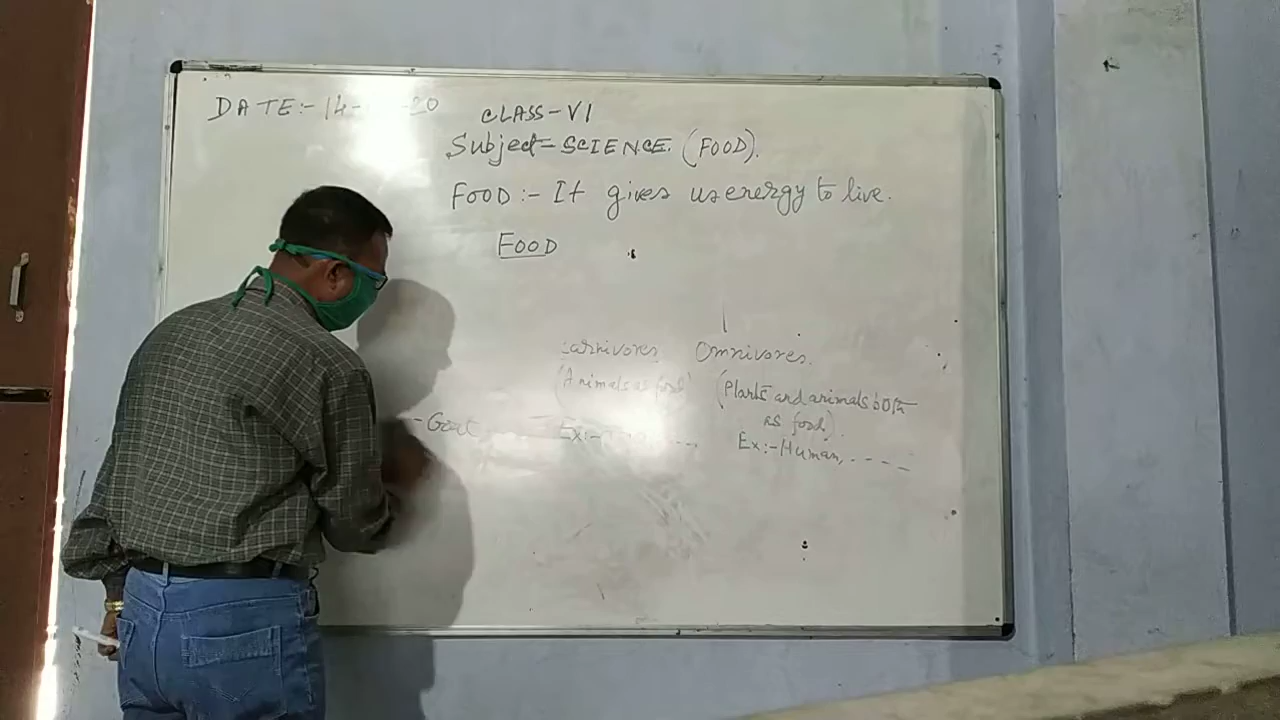 DATE:- 14- -20
CLASS-VI
Subject= SCIENCE. (FOOD).
FOOD :- It gives us energy to live.
FOOD
carnivores Omnivores.
(Animals as food) (Plants and animals both
as food).
-Goat Ex:- Ex:-Human, - - - -